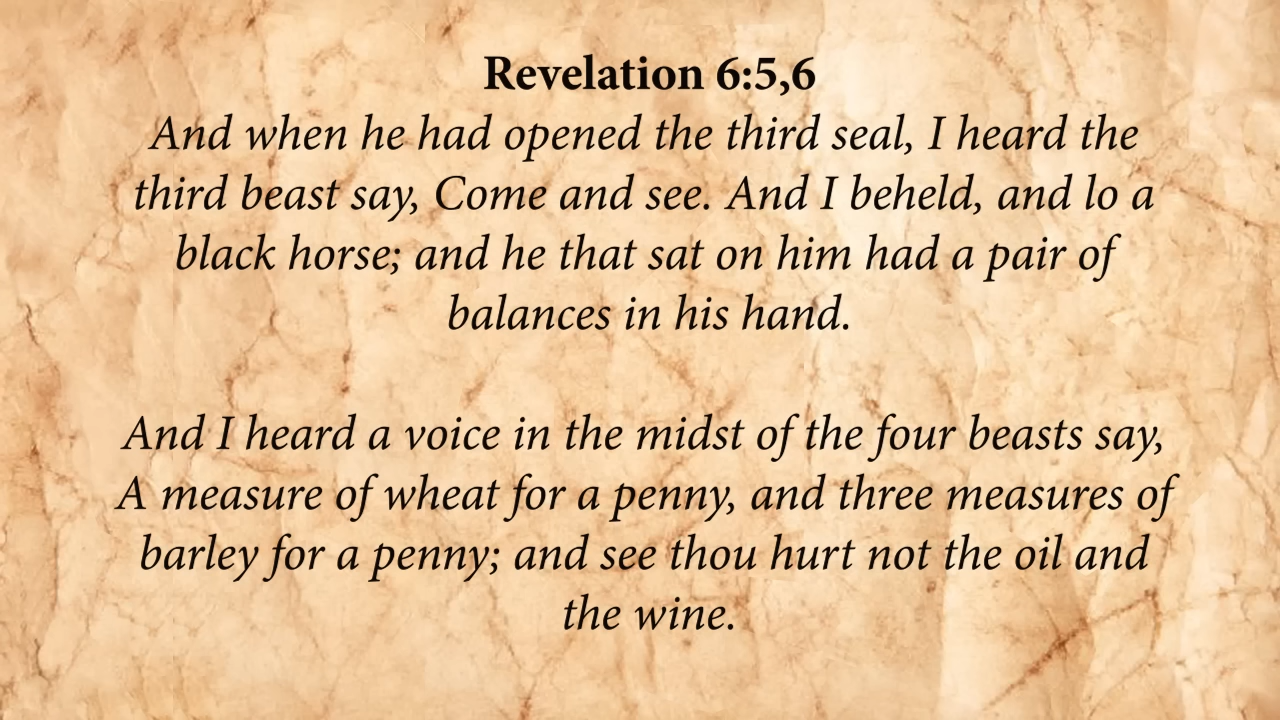 Revelation 6:5,6
And when he had opened the third seal, I heard the
third beast say, Come and see. And I beheld, and lo a
black horse; and he that sat on him had a pair of
balances in his hand.
And I heard a voice in the midst of the four beasts say,
A measure of wheat for a penny, and three measures of
barley for a penny; and see thou hurt not the oil and
the wine.